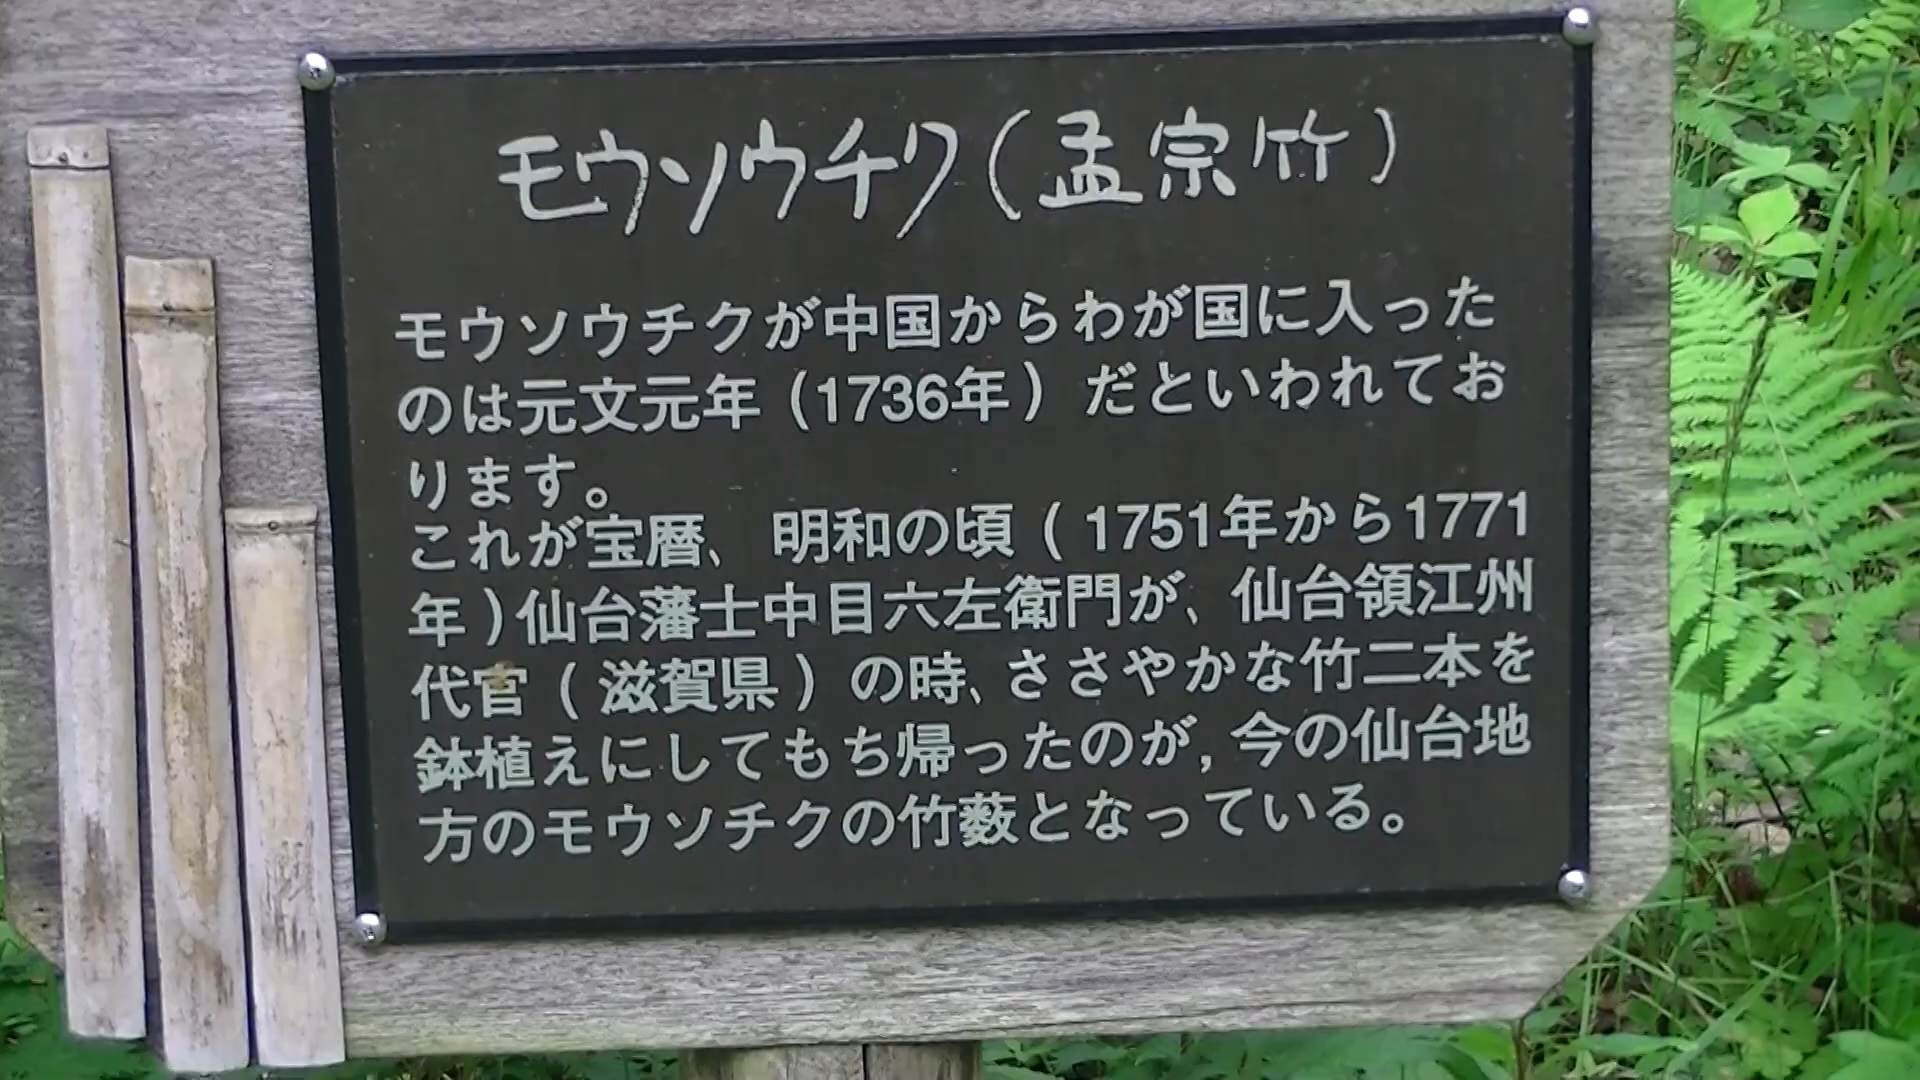 モウソウチク(孟宗竹)
モウソウチクが中国からわが国に入った
のは元文元年(1736年)だといわれてお
ります。
これが宝暦、明和の頃(1751年から1771
年)仙台藩士中目六左衛門が、仙台領江州
代官(滋賀県)の時、ささやかな竹二本を
鉢植えにしてもち帰ったのが,今の仙台地
方のモウソチクの竹薮となっている。